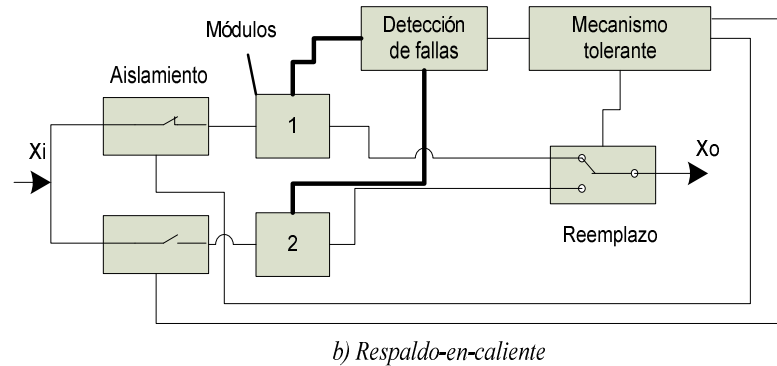 Módulos
Detección
de fallas
Mecanismo
tolerante
Aislamiento
1
Xi
Xo
2
Reemplazo
b) Respaldo-en-caliente